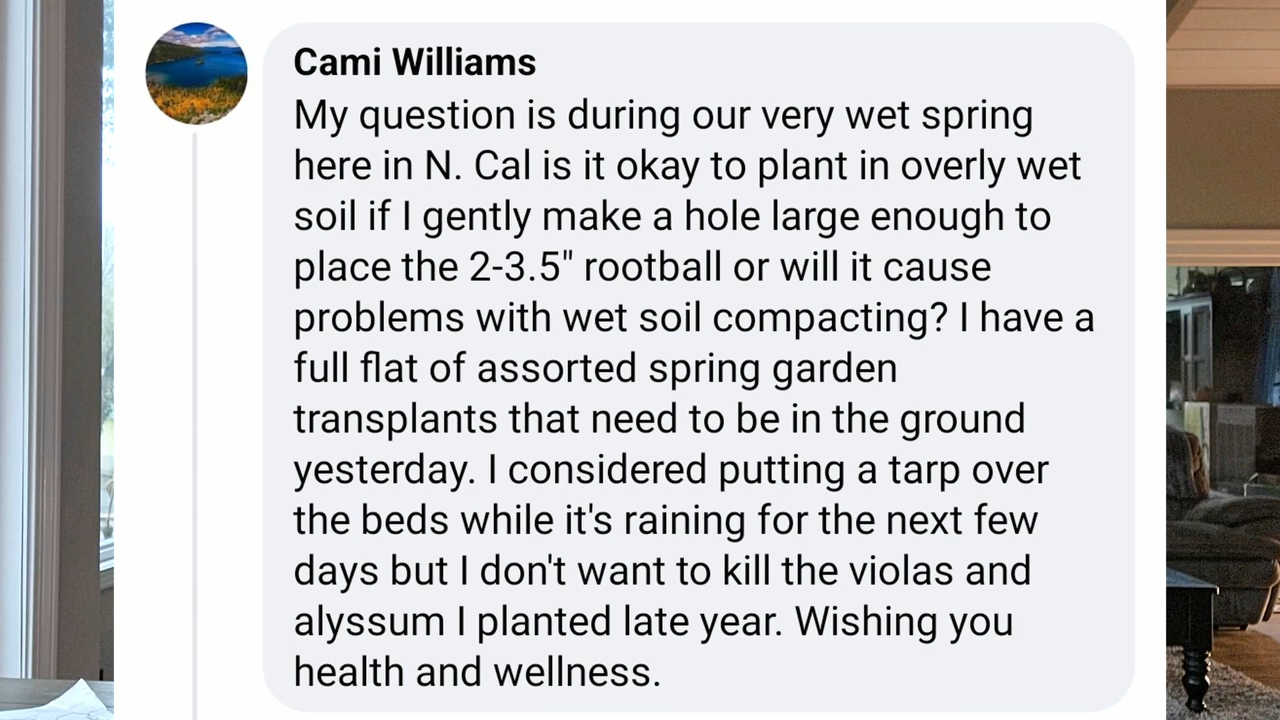 Cami Williams
My question is during our very wet spring
here in N. Cal is it okay to plant in overly wet
soil if I gently make a hole large enough to
place the 2-3.5" rootball or will it cause
problems with wet soil compacting? I have a
full flat of assorted spring garden
transplants that need to be in the ground
yesterday. I considered putting a tarp over
the beds while it's raining for the next few
days but I don't want to kill the violas and
alyssum I planted late year. Wishing you
health and wellness.